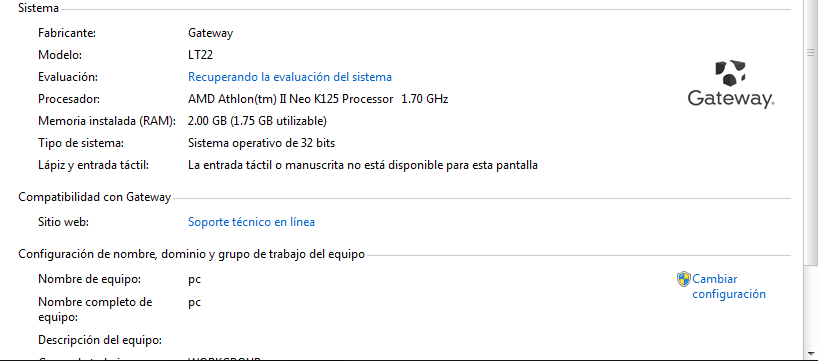 Sistema
Fabricante: Gateway
Modelo: LT22
Evaluación: Recuperando la evaluación del sistema
Procesador: AMD Athlon(tm) II Neo K125 Processor 1.70 GHz
Memoria instalada (RAM): 2.00 GB (1.75 GB utilizable)
Tipo de sistema: Sistema operativo de 32 bits
Lápiz y entrada táctil: La entrada táctil o manuscrita no está disponible para esta pantalla
Gateway.
Compatibilidad con Gateway
Sitio web: Soporte técnico en línea
Configuración de nombre, dominio y grupo de trabajo del equipo
Nombre de equipo: pc
Cambiar
configuración
Nombre completo de pc
equipo:
Descripción del equipo: